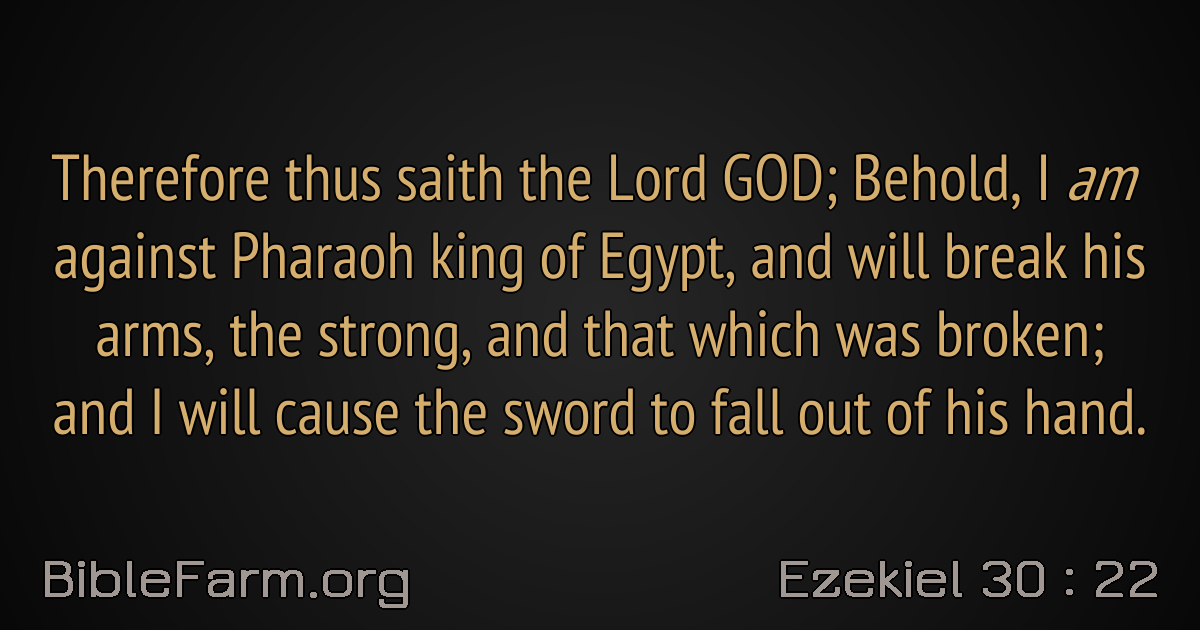 Therefore thus saith the Lord GOD; Behold, I am
against Pharaoh king of Egypt, and will break his
arms, the strong, and that which was broken;
and I will cause the sword to fall out of his hand.
BibleFarm.org
Ezekiel 30 : 22